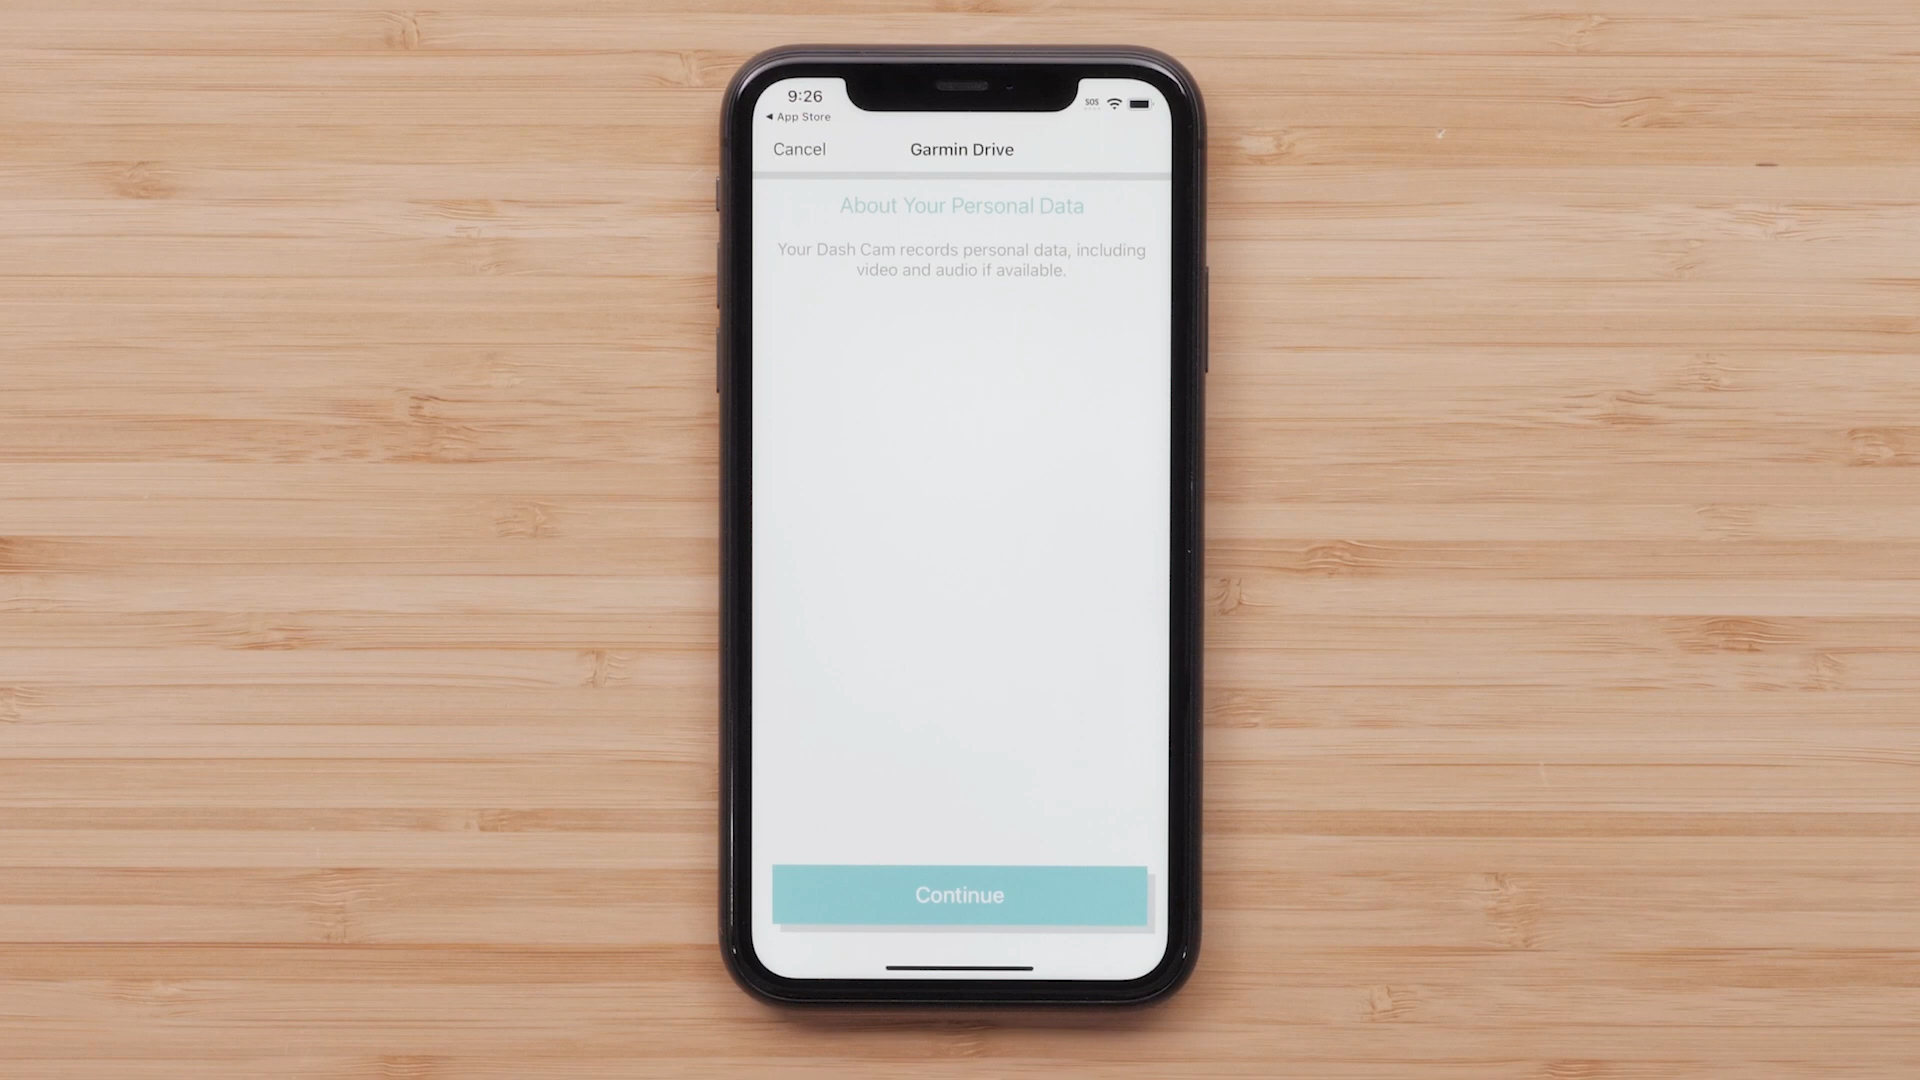 9:26
SOS
◀ App Store
Cancel
Garmin Drive
About Your Personal Data
Your Dash Cam records personal data, including
video and audio if available.
Continue